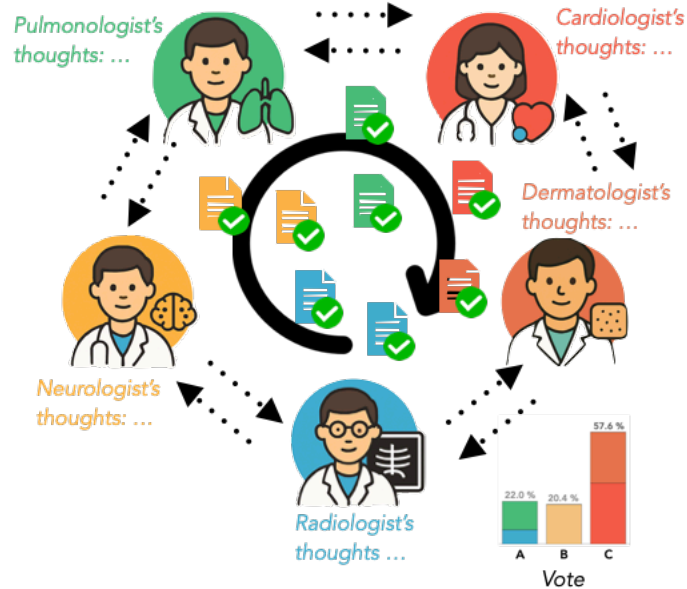 Pulmonologist's
thoughts: ...
Cardiologist's
thoughts: ...
Dermatologist's
thoughts: ...
Neurologist's
thoughts: ...
Radiologist's
thoughts ...
57.6 %
22.0 %
20.4 %
A
B
C
Vote